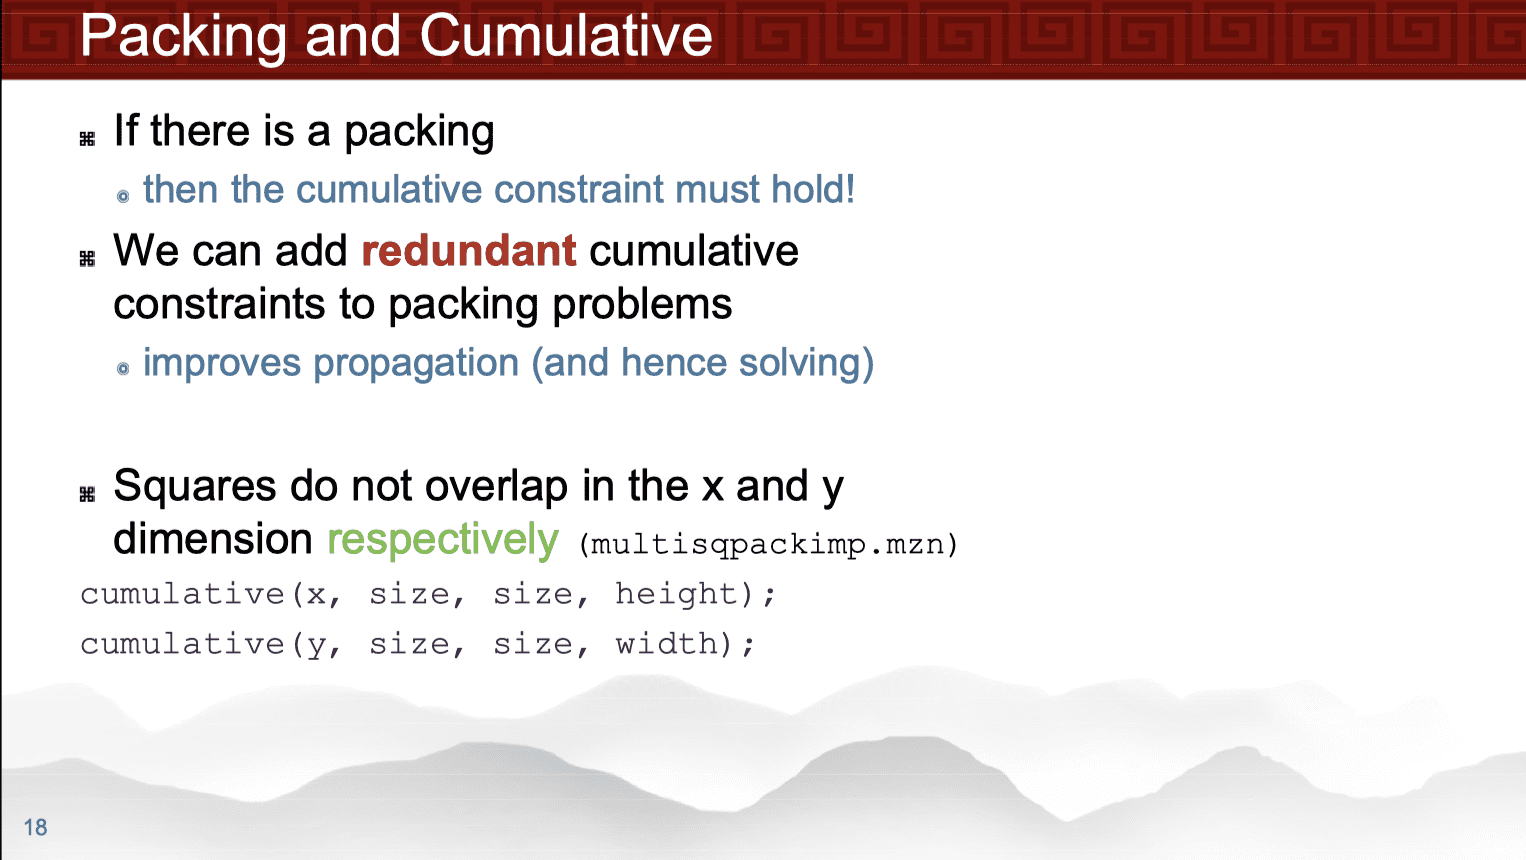 Packing and Cumulative
⌘ If there is a packing
⊚ then the cumulative constraint must hold!
⌘ We can add redundant cumulative
constraints to packing problems
⊚ improves propagation (and hence solving)
⌘ Squares do not overlap in the x and y
dimension respectively (multisqpackimp.mzn)
cumulative(x, size, size, height);
cumulative(y, size, size, width);
18